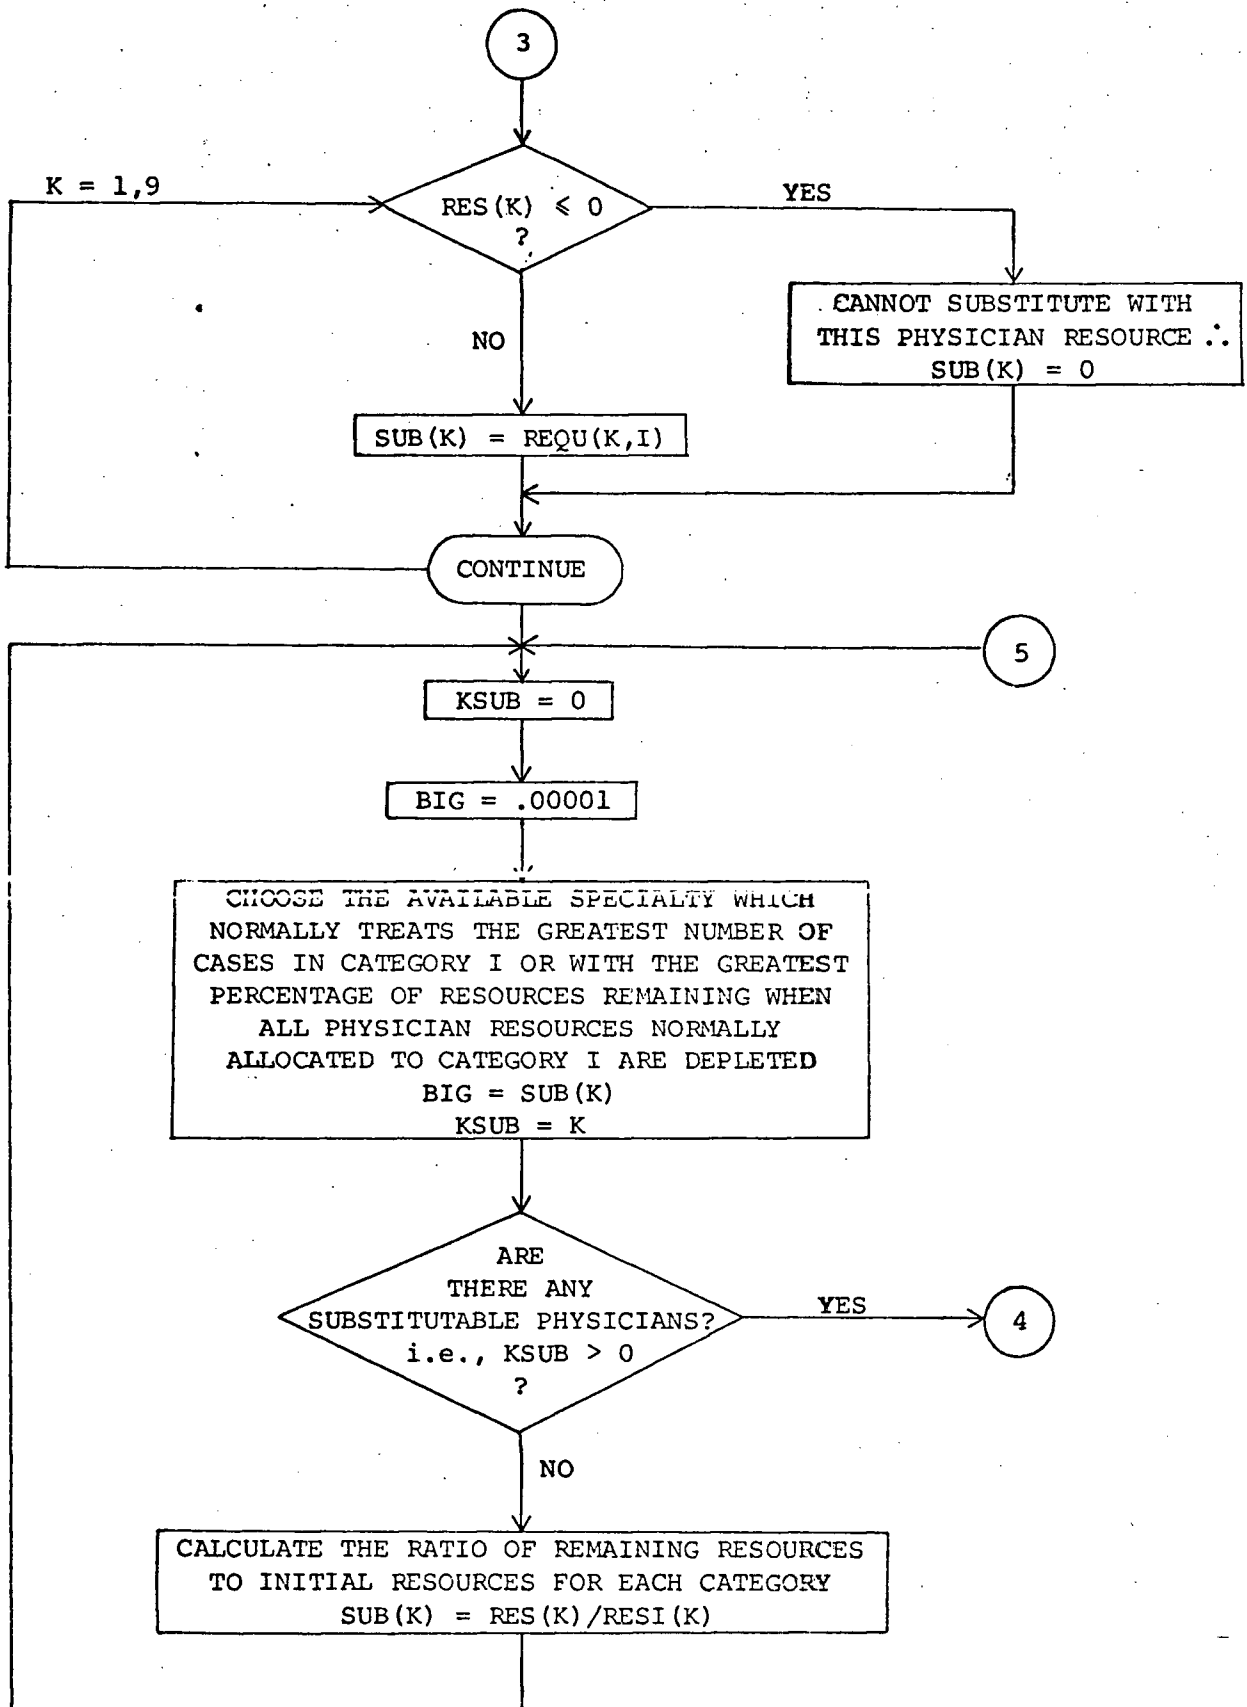 3
K = 1,9
RES(K) ⩽ 0
?
YES
CANNOT SUBSTITUTE WITH
THIS PHYSICIAN RESOURCE ∴
SUB(K) = 0
NO
SUB(K) = REQU(K,I)
CONTINUE
5
KSUB = 0
BIG = .00001
CHOOSE THE AVAILABLE SPECIALTY WHICH
NORMALLY TREATS THE GREATEST NUMBER OF
CASES IN CATEGORY I OR WITH THE GREATEST
PERCENTAGE OF RESOURCES REMAINING WHEN
ALL PHYSICIAN RESOURCES NORMALLY
ALLOCATED TO CATEGORY I ARE DEPLETED
BIG = SUB(K)
KSUB = K
ARE
THERE ANY
SUBSTITUTABLE PHYSICIANS?
i.e., KSUB > 0
?
YES
4
NO
CALCULATE THE RATIO OF REMAINING RESOURCES
TO INITIAL RESOURCES FOR EACH CATEGORY
SUB(K) = RES(K)/RESI(K)